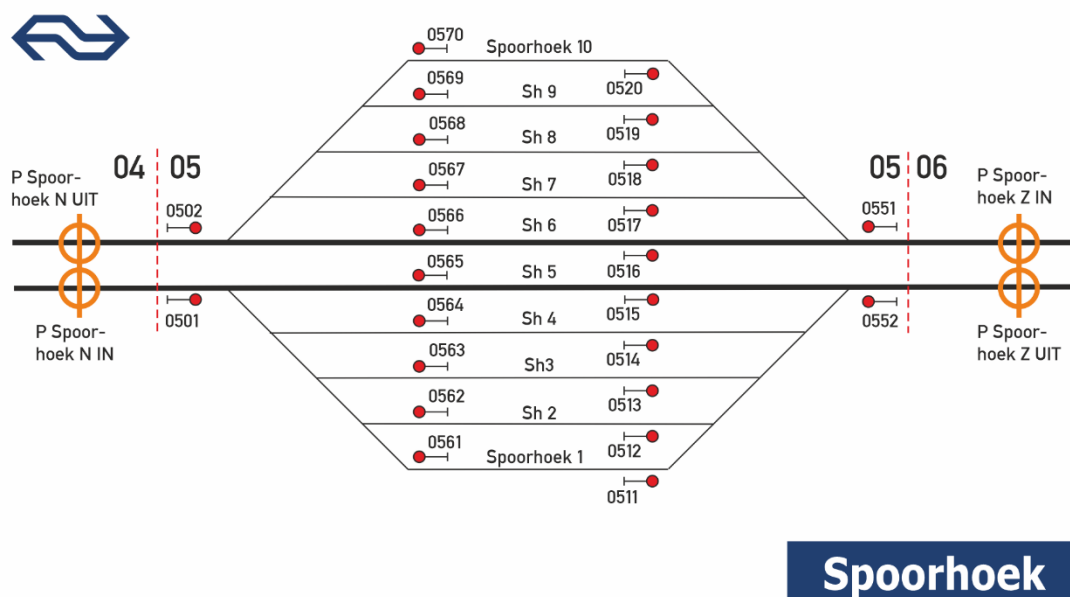 0570
Spoorhoek 10
0569
Sh 9
0520
0568
Sh 8
0519
04 05
05 06
0567
Sh 7
0518
P Spoor-
hoek N UIT
P Spoor-
hoek Z IN
0502
0566
Sh 6
0517
0551
0565
Sh 5
0516
0564
Sh 4
0515
0501
0552
P Spoor-
hoek N IN
P Spoor-
hoek Z UIT
0563
Sh3
0514
0562
Sh 2
0513
0561
Spoorhoek 1
0512
0511
Spoorhoek